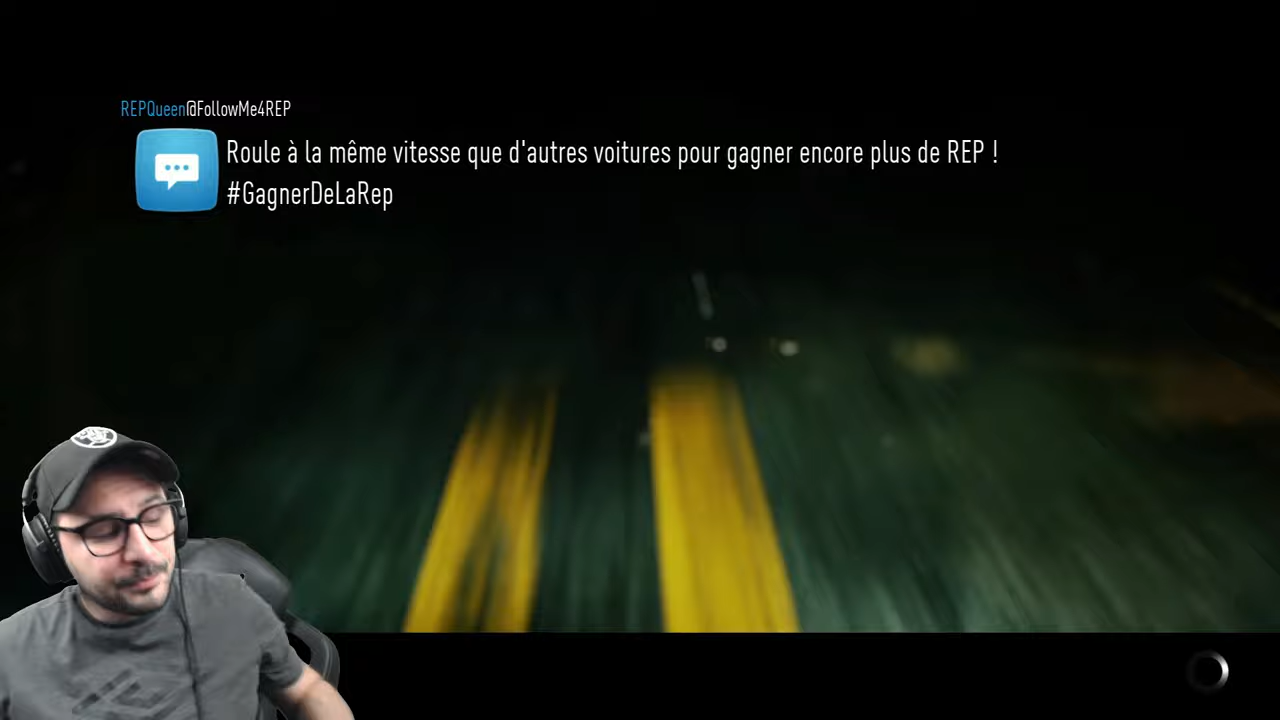 REPQueen@FollowMe4REP
Roule à la même vitesse que d'autres voitures pour gagner encore plus de REP !
#GagnerDeLaRep